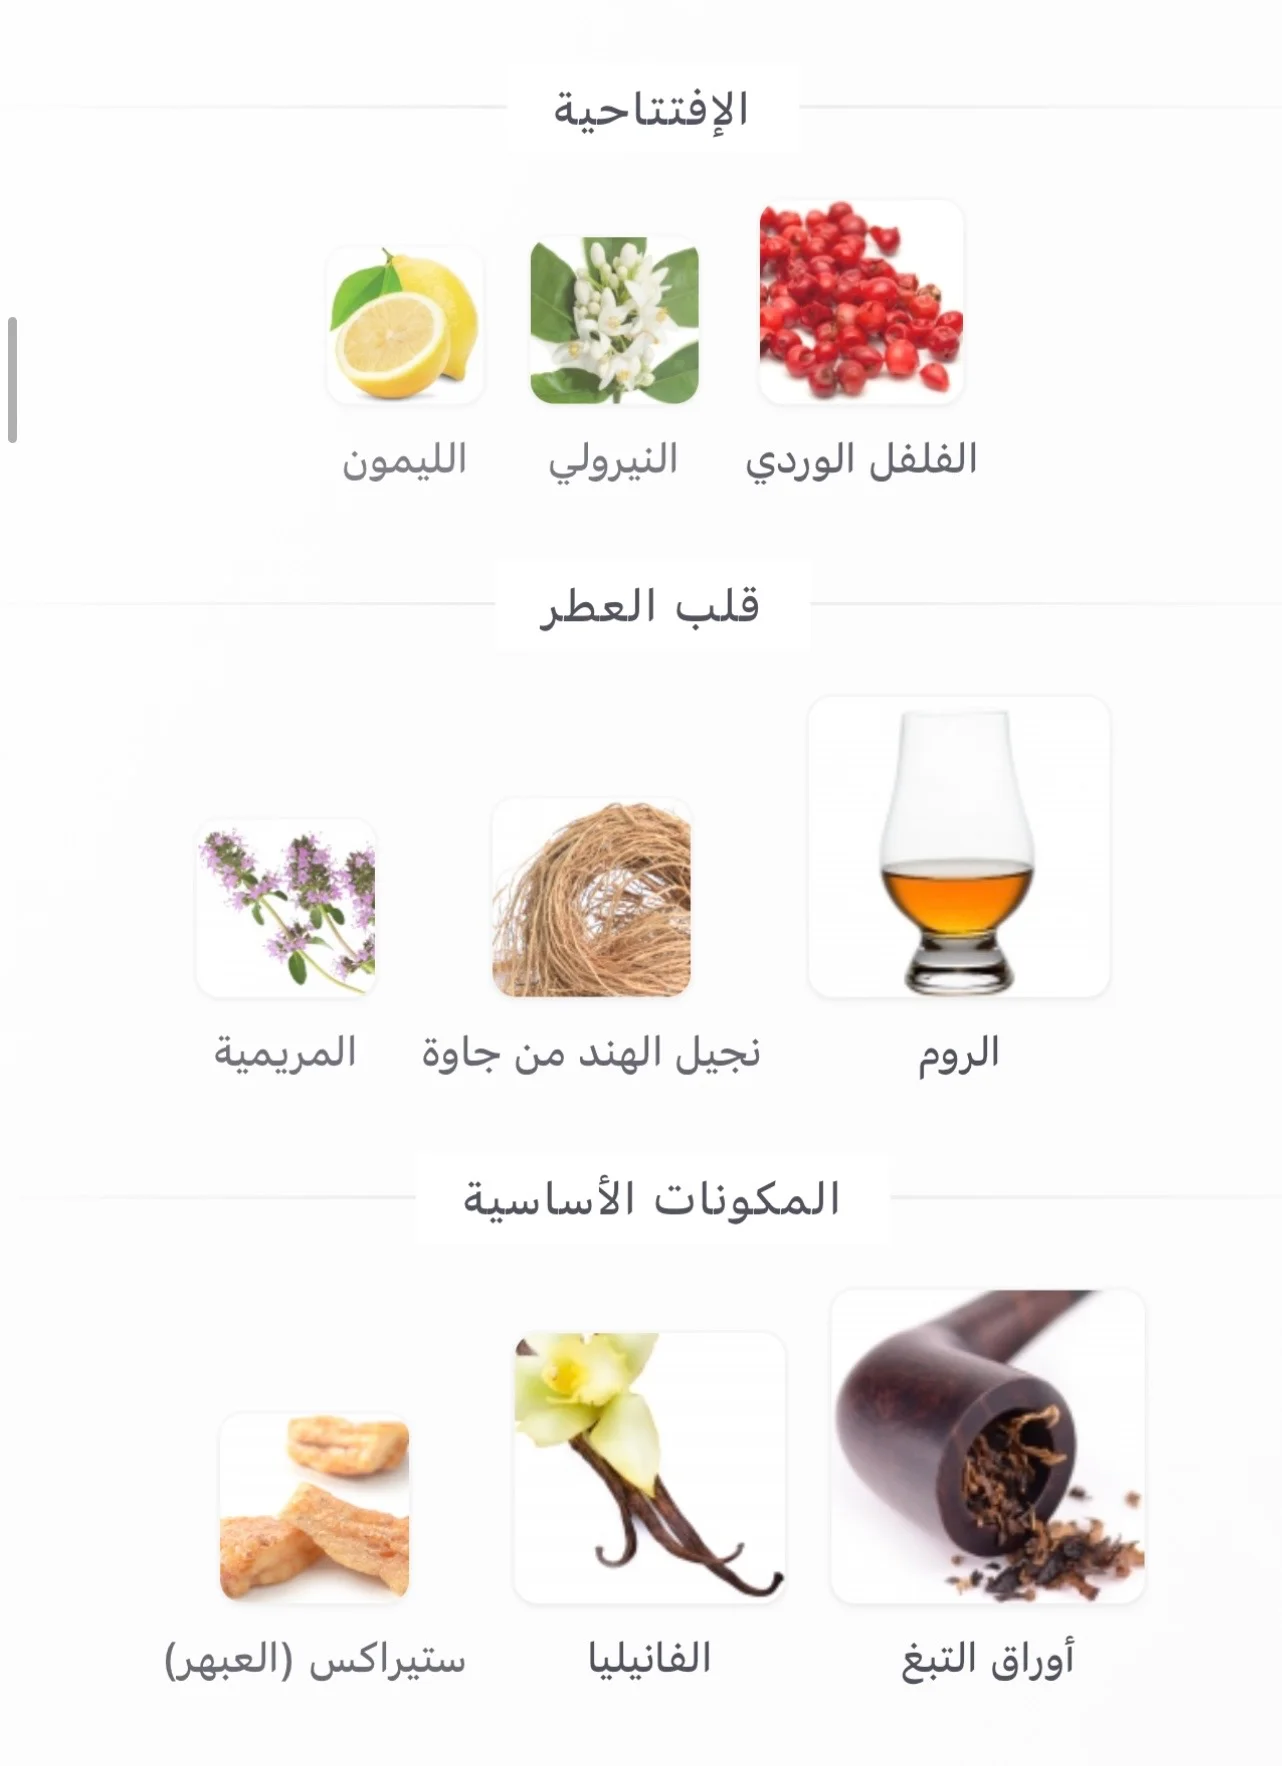 الإفتتاحية
الفلفل الوردي
النيرولي
الليمون
قلب العطر
الروم
نجيل الهند من جاوة
المريمية
المكونات الأساسية
أوراق التبغ
الفانيليا
ستيراكس (العبهر)